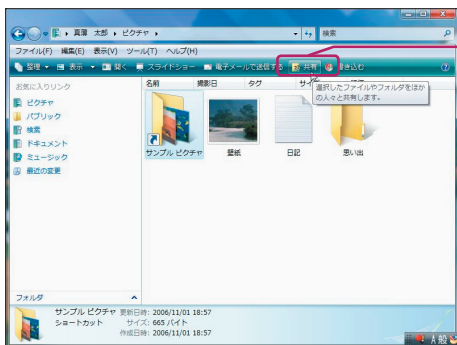 真薄 太郎 ▸ ピクチャ ▸
検索
ファイル(F) 編集(E) 表示(V) ツール(T) ヘルプ(H)
整理 表示 開く スライドショー 電子メールで送信する 共有 書き込む
選択したファイルやフォルダをほかの人々と共有します。
お気に入りリンク
名前 撮影日 タグ
ピクチャ
パブリック
検索
ドキュメント
ミュージック
最近の変更
サンプル ピクチャ 壁紙 日記 思い出
フォルダ
サンプル ピクチャ 更新日時: 2006/11/01 18:57
ショートカット サイズ: 665 バイト
作成日時: 2006/11/01 18:57
A 般